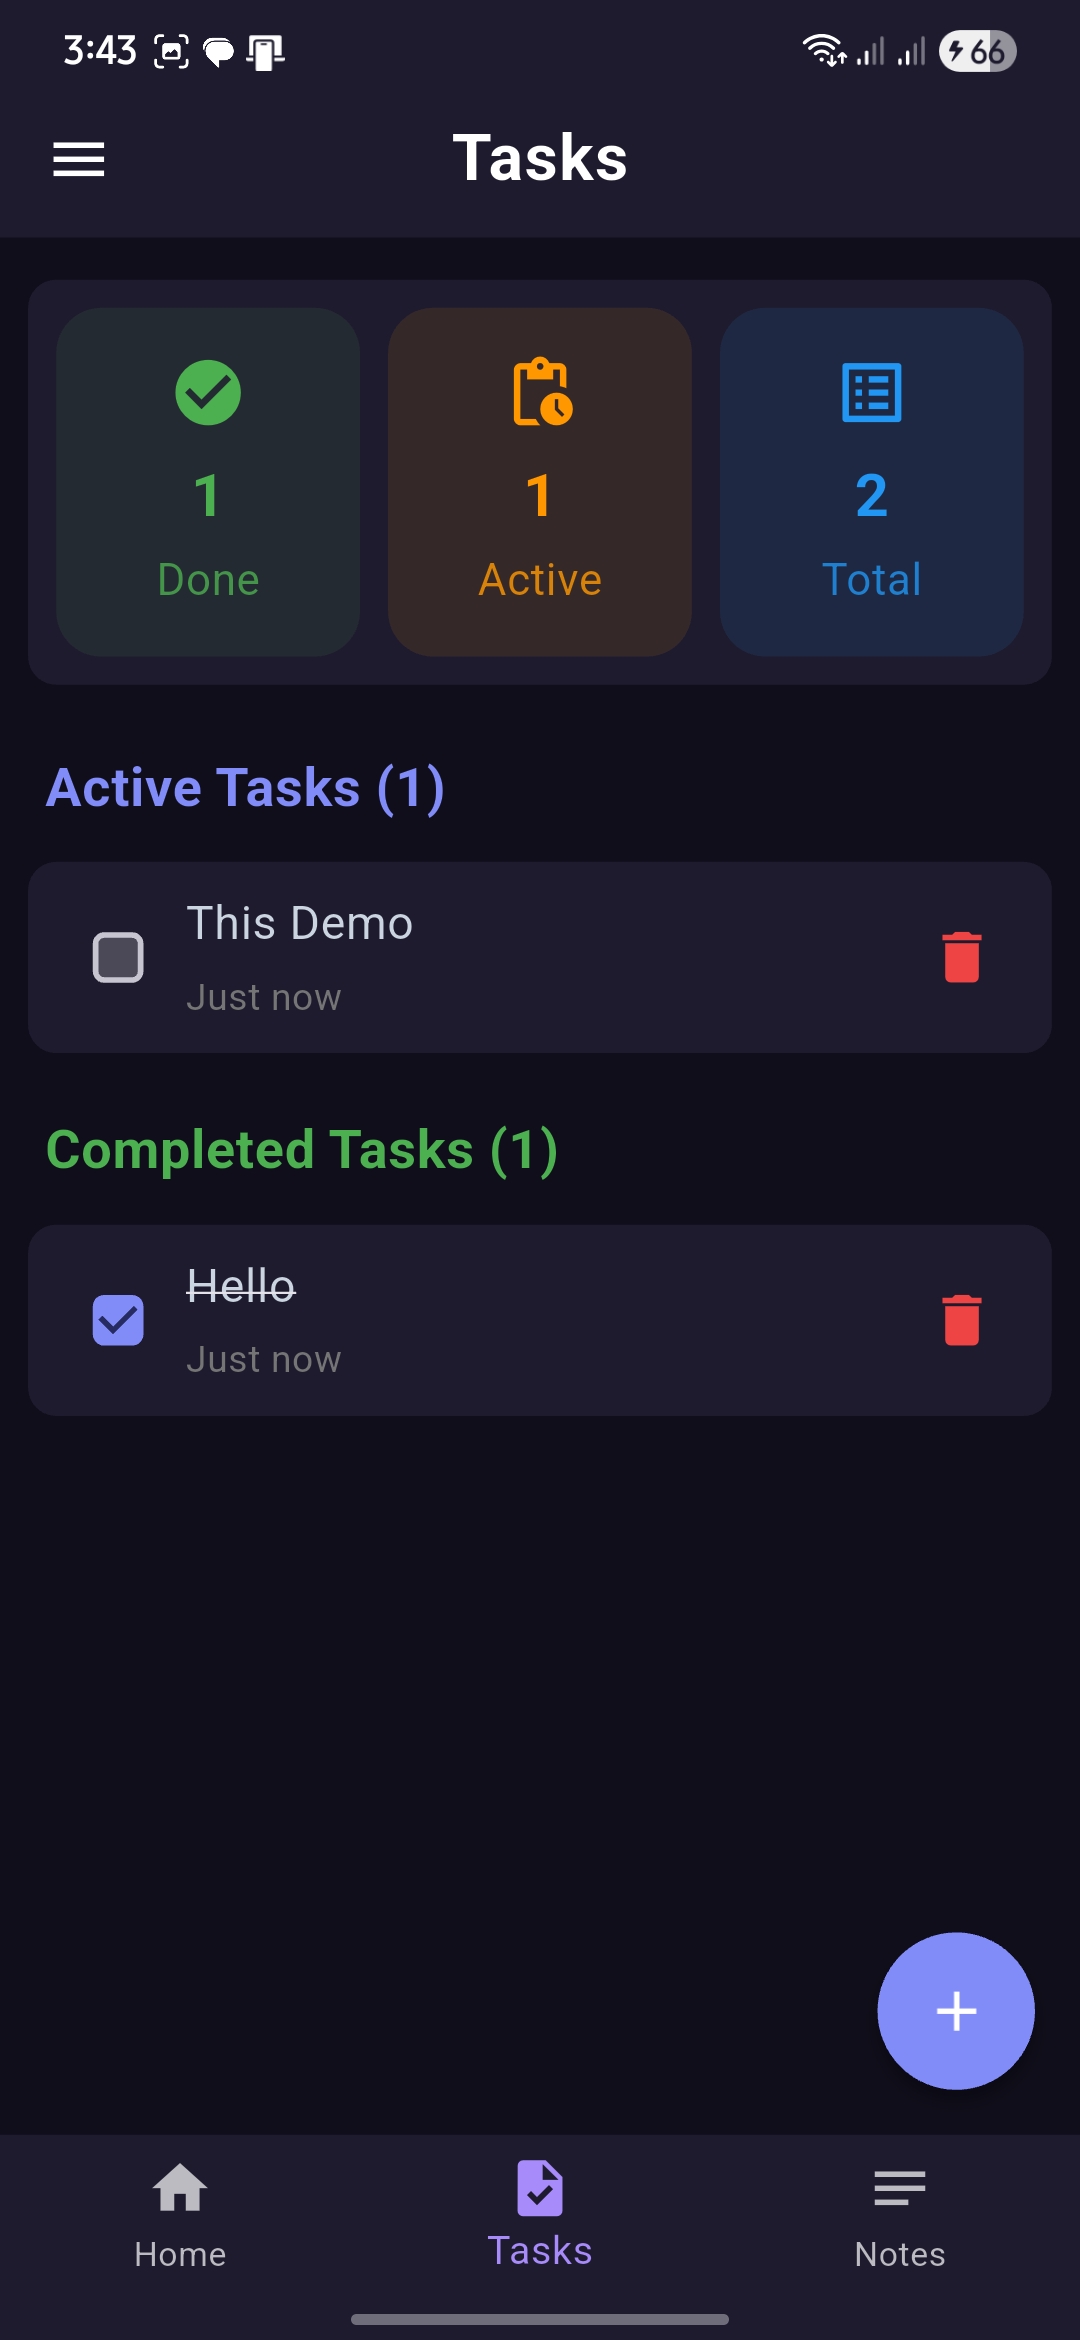 3:43
66
Tasks
1
Done
1
Active
2
Total
Active Tasks (1)
This Demo
Just now
Completed Tasks (1)
Hello
Just now
Home
Tasks
Notes